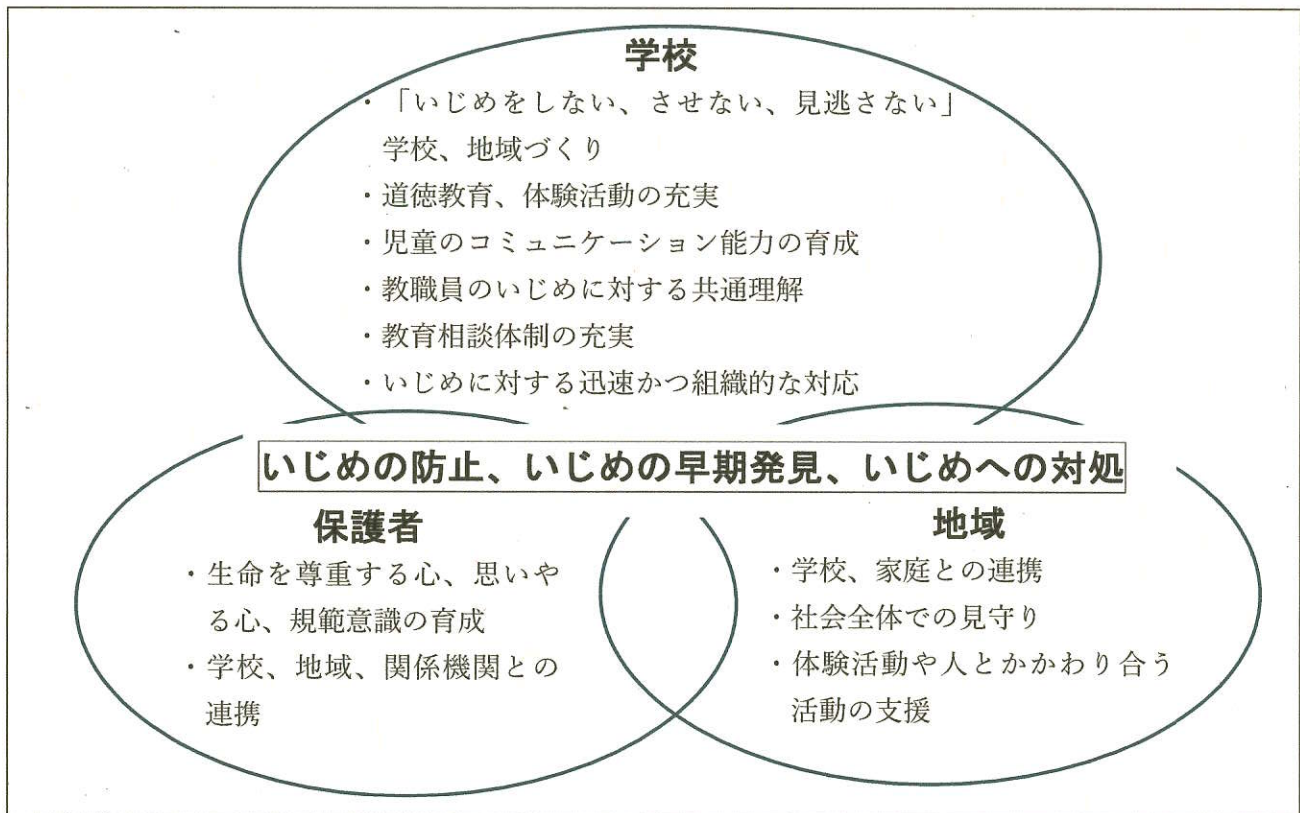 学校
・「いじめをしない、させない、見逃さない」
学校、地域づくり
・道徳教育、体験活動の充実
・児童のコミュニケーション能力の育成
・教職員のいじめに対する共通理解
・教育相談体制の充実
・いじめに対する迅速かつ組織的な対応
いじめの防止、いじめの早期発見、いじめへの対処
保護者
・生命を尊重する心、思いや
る心、規範意識の育成
・学校、地域、関係機関との
連携
地域
・学校、家庭との連携
・社会全体での見守り
・体験活動や人とかかわり合う
活動の支援